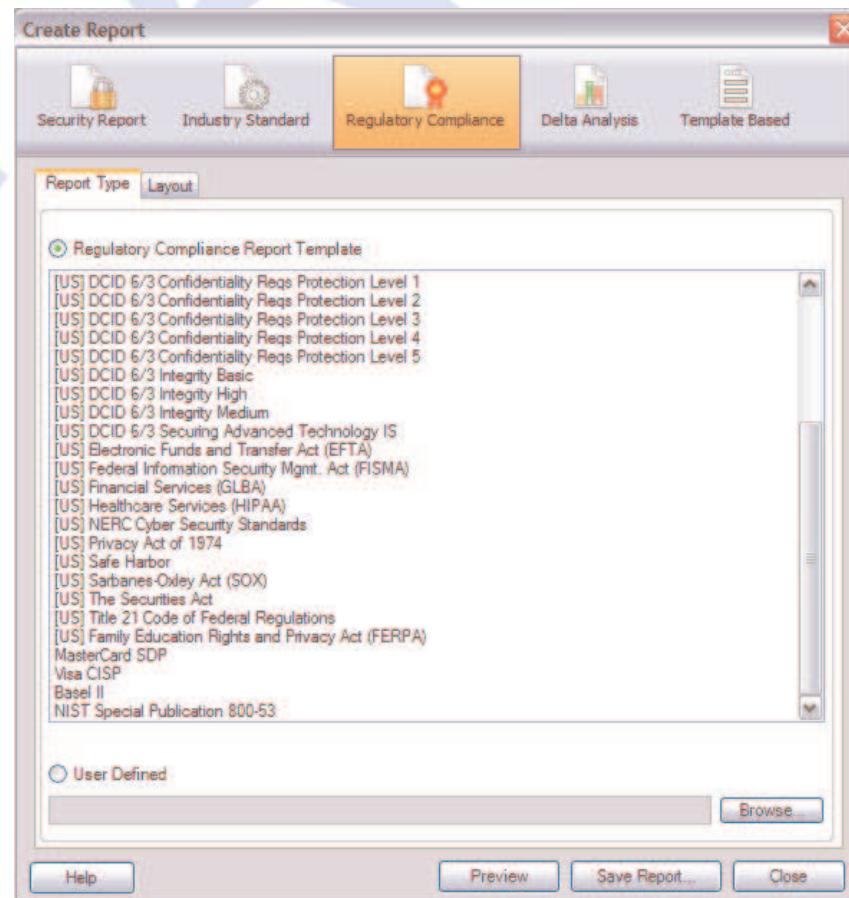 Create Report
Security Report
Industry Standard
Regulatory Compliance
Delta Analysis
Template Based
Report Type
Layout
Regulatory Compliance Report Template
[US] DCID 6/3 Confidentiality Reqs Protection Level 1
[US] DCID 6/3 Confidentiality Reqs Protection Level 2
[US] DCID 6/3 Confidentiality Reqs Protection Level 3
[US] DCID 6/3 Confidentiality Reqs Protection Level 4
[US] DCID 6/3 Confidentiality Reqs Protection Level 5
[US] DCID 6/3 Integrity Basic
[US] DCID 6/3 Integrity High
[US] DCID 6/3 Integrity Medium
[US] DCID 6/3 Securing Advanced Technology IS
[US] Electronic Funds and Transfer Act (EFTA)
[US] Federal Information Security Mgmt. Act (FISMA)
[US] Financial Services (GLBA)
[US] Healthcare Services (HIPAA)
[US] NERC Cyber Security Standards
[US] Privacy Act of 1974
[US] Safe Harbor
[US] Sarbanes-Oxley Act (SOX)
[US] The Securities Act
[US] Title 21 Code of Federal Regulations
[US] Family Education Rights and Privacy Act (FERPA)
MasterCard SDP
Visa CISP
Basel II
NIST Special Publication 800-53
User Defined
Browse...
Help
Preview
Save Report...
Close